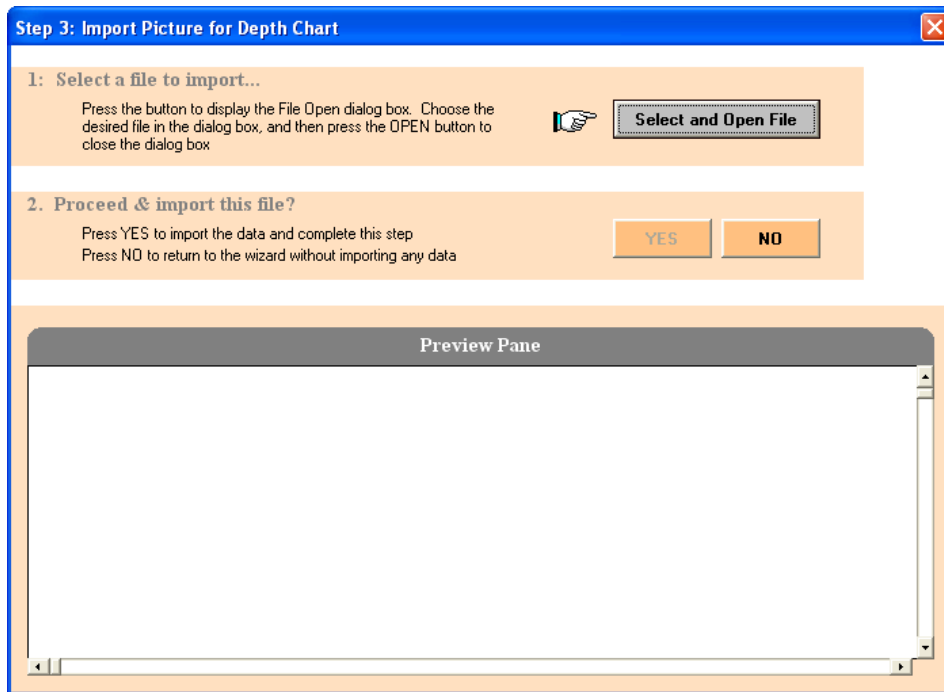 Step 3: Import Picture for Depth Chart
1: Select a file to import...
Press the button to display the File Open dialog box. Choose the
desired file in the dialog box, and then press the OPEN button to
close the dialog box
Select and Open File
2. Proceed & import this file?
Press YES to import the data and complete this step
Press NO to return to the wizard without importing any data
YES
NO
Preview Pane